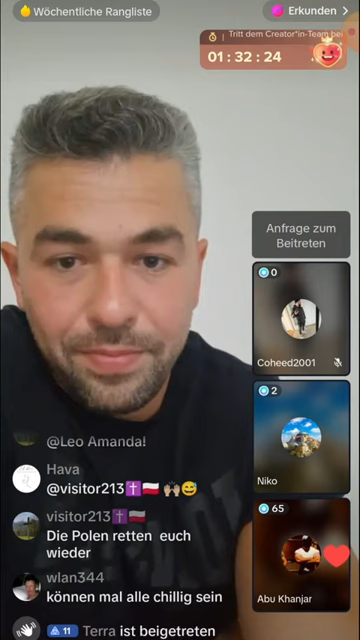 Wöchentliche Rangliste
Erkunden
Tritt dem Creator*in-Team bei
01 : 32 : 24
Anfrage zum
Beitreten
0
Coheed2001
2
Niko
65
Abu Khanjar
@Leo Amanda!
Hava
@visitor213✝️🇵🇱 🙌🏽😅
visitor213✝️🇵🇱
Die Polen retten euch
wieder
wlan344
können mal alle chillig sein
11 Terra ist beigetreten